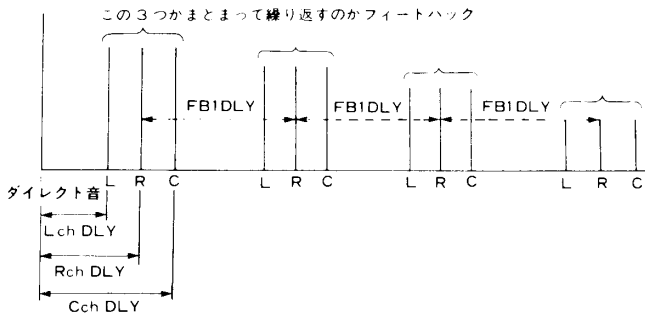 この3つかまとまって繰り返すのかフィートハック
FB1DLY FB1DLY FB1DLY
L R C L R C L R C L R C
ダイレクト音
Lch DLY
Rch DLY
Cch DLY